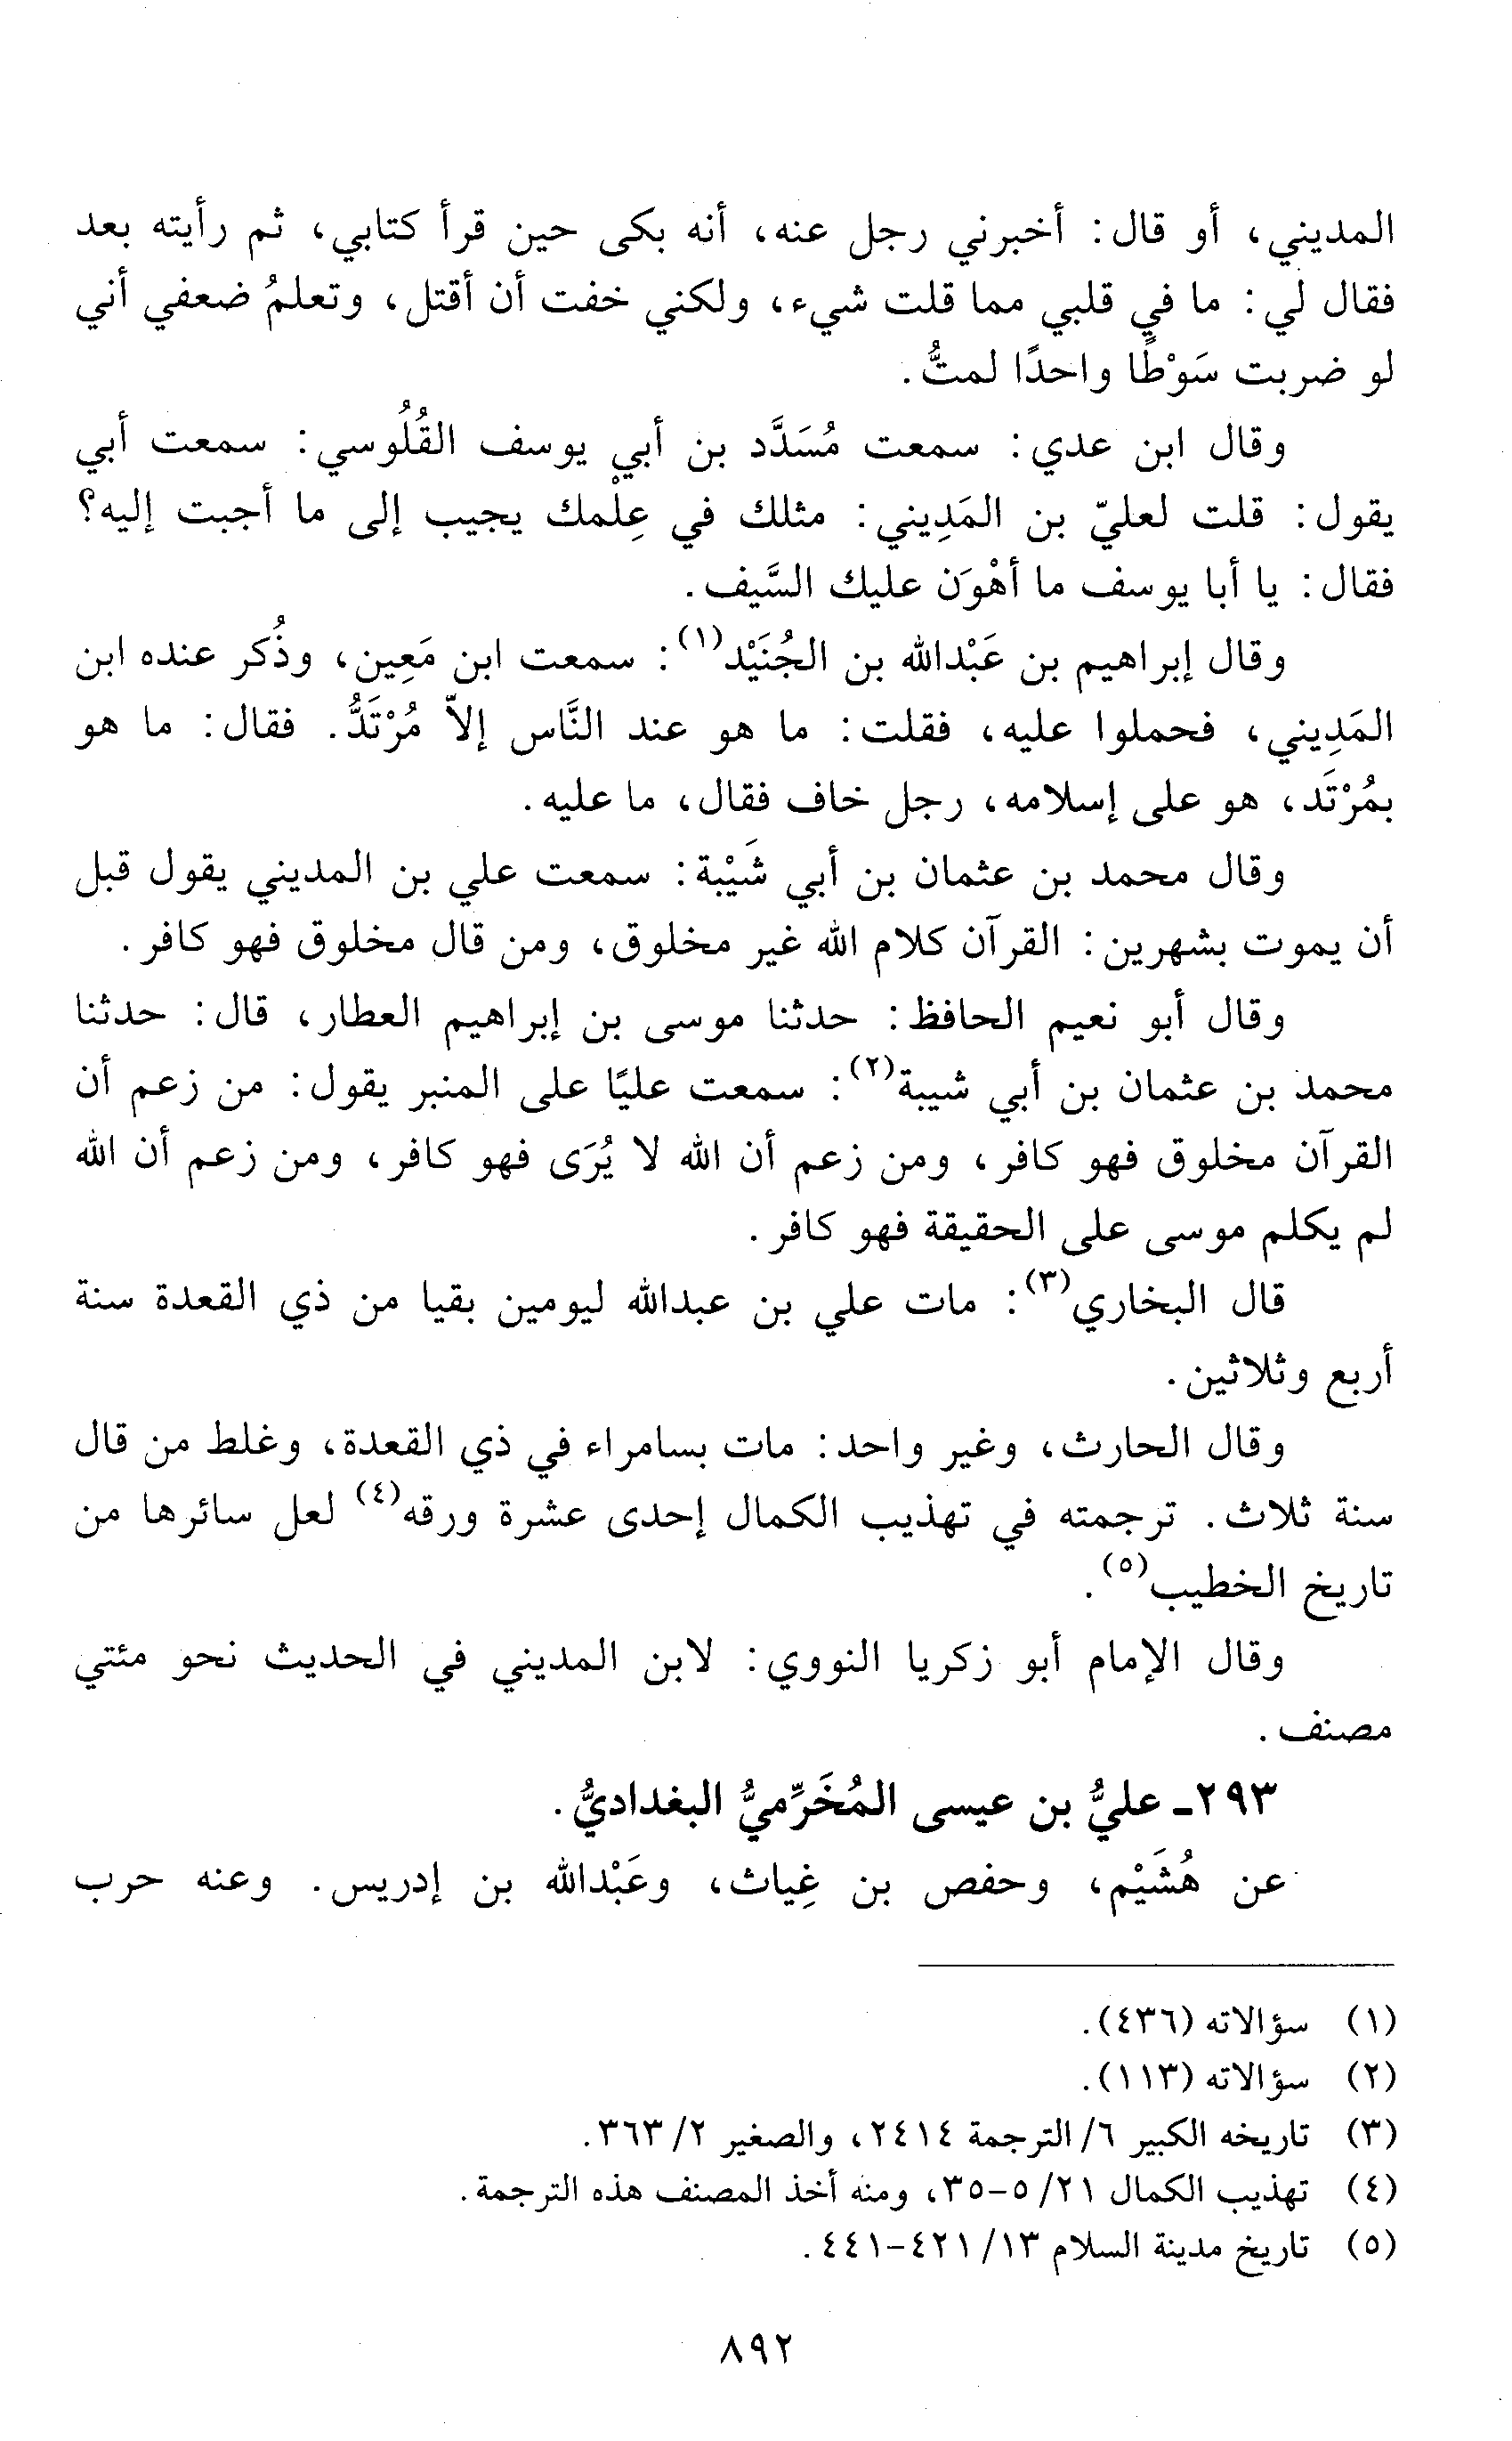 المديني، أو قال: أخبرني رجل عنه، أنه بكى حين قرأ كتابي، ثم رأيته بعد
فقال لي: ما في قلبي مما قلت شيء، ولكني خفت أن أقتل، وتعلمُ ضعفي أني
لو ضربت سَوْطًا واحدًا لمتُّ.
وقال ابن عدي: سمعت مُسَدَّد بن أبي يوسف القُلُوسي: سمعت أبي
يقول: قلت لعليّ بن المَدِيني: مثلك في عِلْمك يجيب إلى ما أجبت إليه؟
فقال: يا أبا يوسف ما أهْوَن عليك السَّيف.
وقال إبراهيم بن عَبْدالله بن الجُنَيْد(١): سمعت ابن مَعِين، وذُكر عنده ابن
المَدِيني، فحملوا عليه، فقلت: ما هو عند النَّاس إلاّ مُرْتَدُّ. فقال: ما هو
بمُرْتَد، هو على إسلامه، رجل خاف فقال، ما عليه.
وقال محمد بن عثمان بن أبي شَيْبة: سمعت علي بن المديني يقول قبل
أن يموت بشهرين: القرآن كلام الله غير مخلوق، ومن قال مخلوق فهو كافر.
وقال أبو نعيم الحافظ: حدثنا موسى بن إبراهيم العطار، قال: حدثنا
محمد بن عثمان بن أبي شيبة(٢): سمعت عليًا على المنبر يقول: من زعم أن
القرآن مخلوق فهو كافر، ومن زعم أن الله لا يُرَى فهو كافر، ومن زعم أن الله
لم يكلم موسى على الحقيقة فهو كافر.
قال البخاري(٣): مات علي بن عبدالله ليومين بقيا من ذي القعدة سنة
أربع وثلاثين.
وقال الحارث، وغير واحد: مات بسامراء في ذي القعدة، وغلط من قال
سنة ثلاث. ترجمته في تهذيب الكمال إحدى عشرة ورقه(٤) لعل سائرها من
تاريخ الخطيب(٥).
وقال الإمام أبو زكريا النووي: لابن المديني في الحديث نحو مئتي
مصنف.
٢٩٣ـ عليُّ بن عيسى المُخَرِّميُّ البغداديُّ.
عن هُشَيْم، وحفص بن غِياث، وعَبْدالله بن إدريس. وعنه حرب
(١) سؤالاته (٤٣٦).
(٢) سؤالاته (١١٣).
(٣) تاريخه الكبير ٦/ الترجمة ٢٤١٤، والصغير ٢/ ٣٦٣.
(٤) تهذيب الكمال ٢١/ ٥-٣٥، ومنه أخذ المصنف هذه الترجمة.
(٥) تاريخ مدينة السلام ١٣/ ٤٢١-٤٤١.
٨٩٢